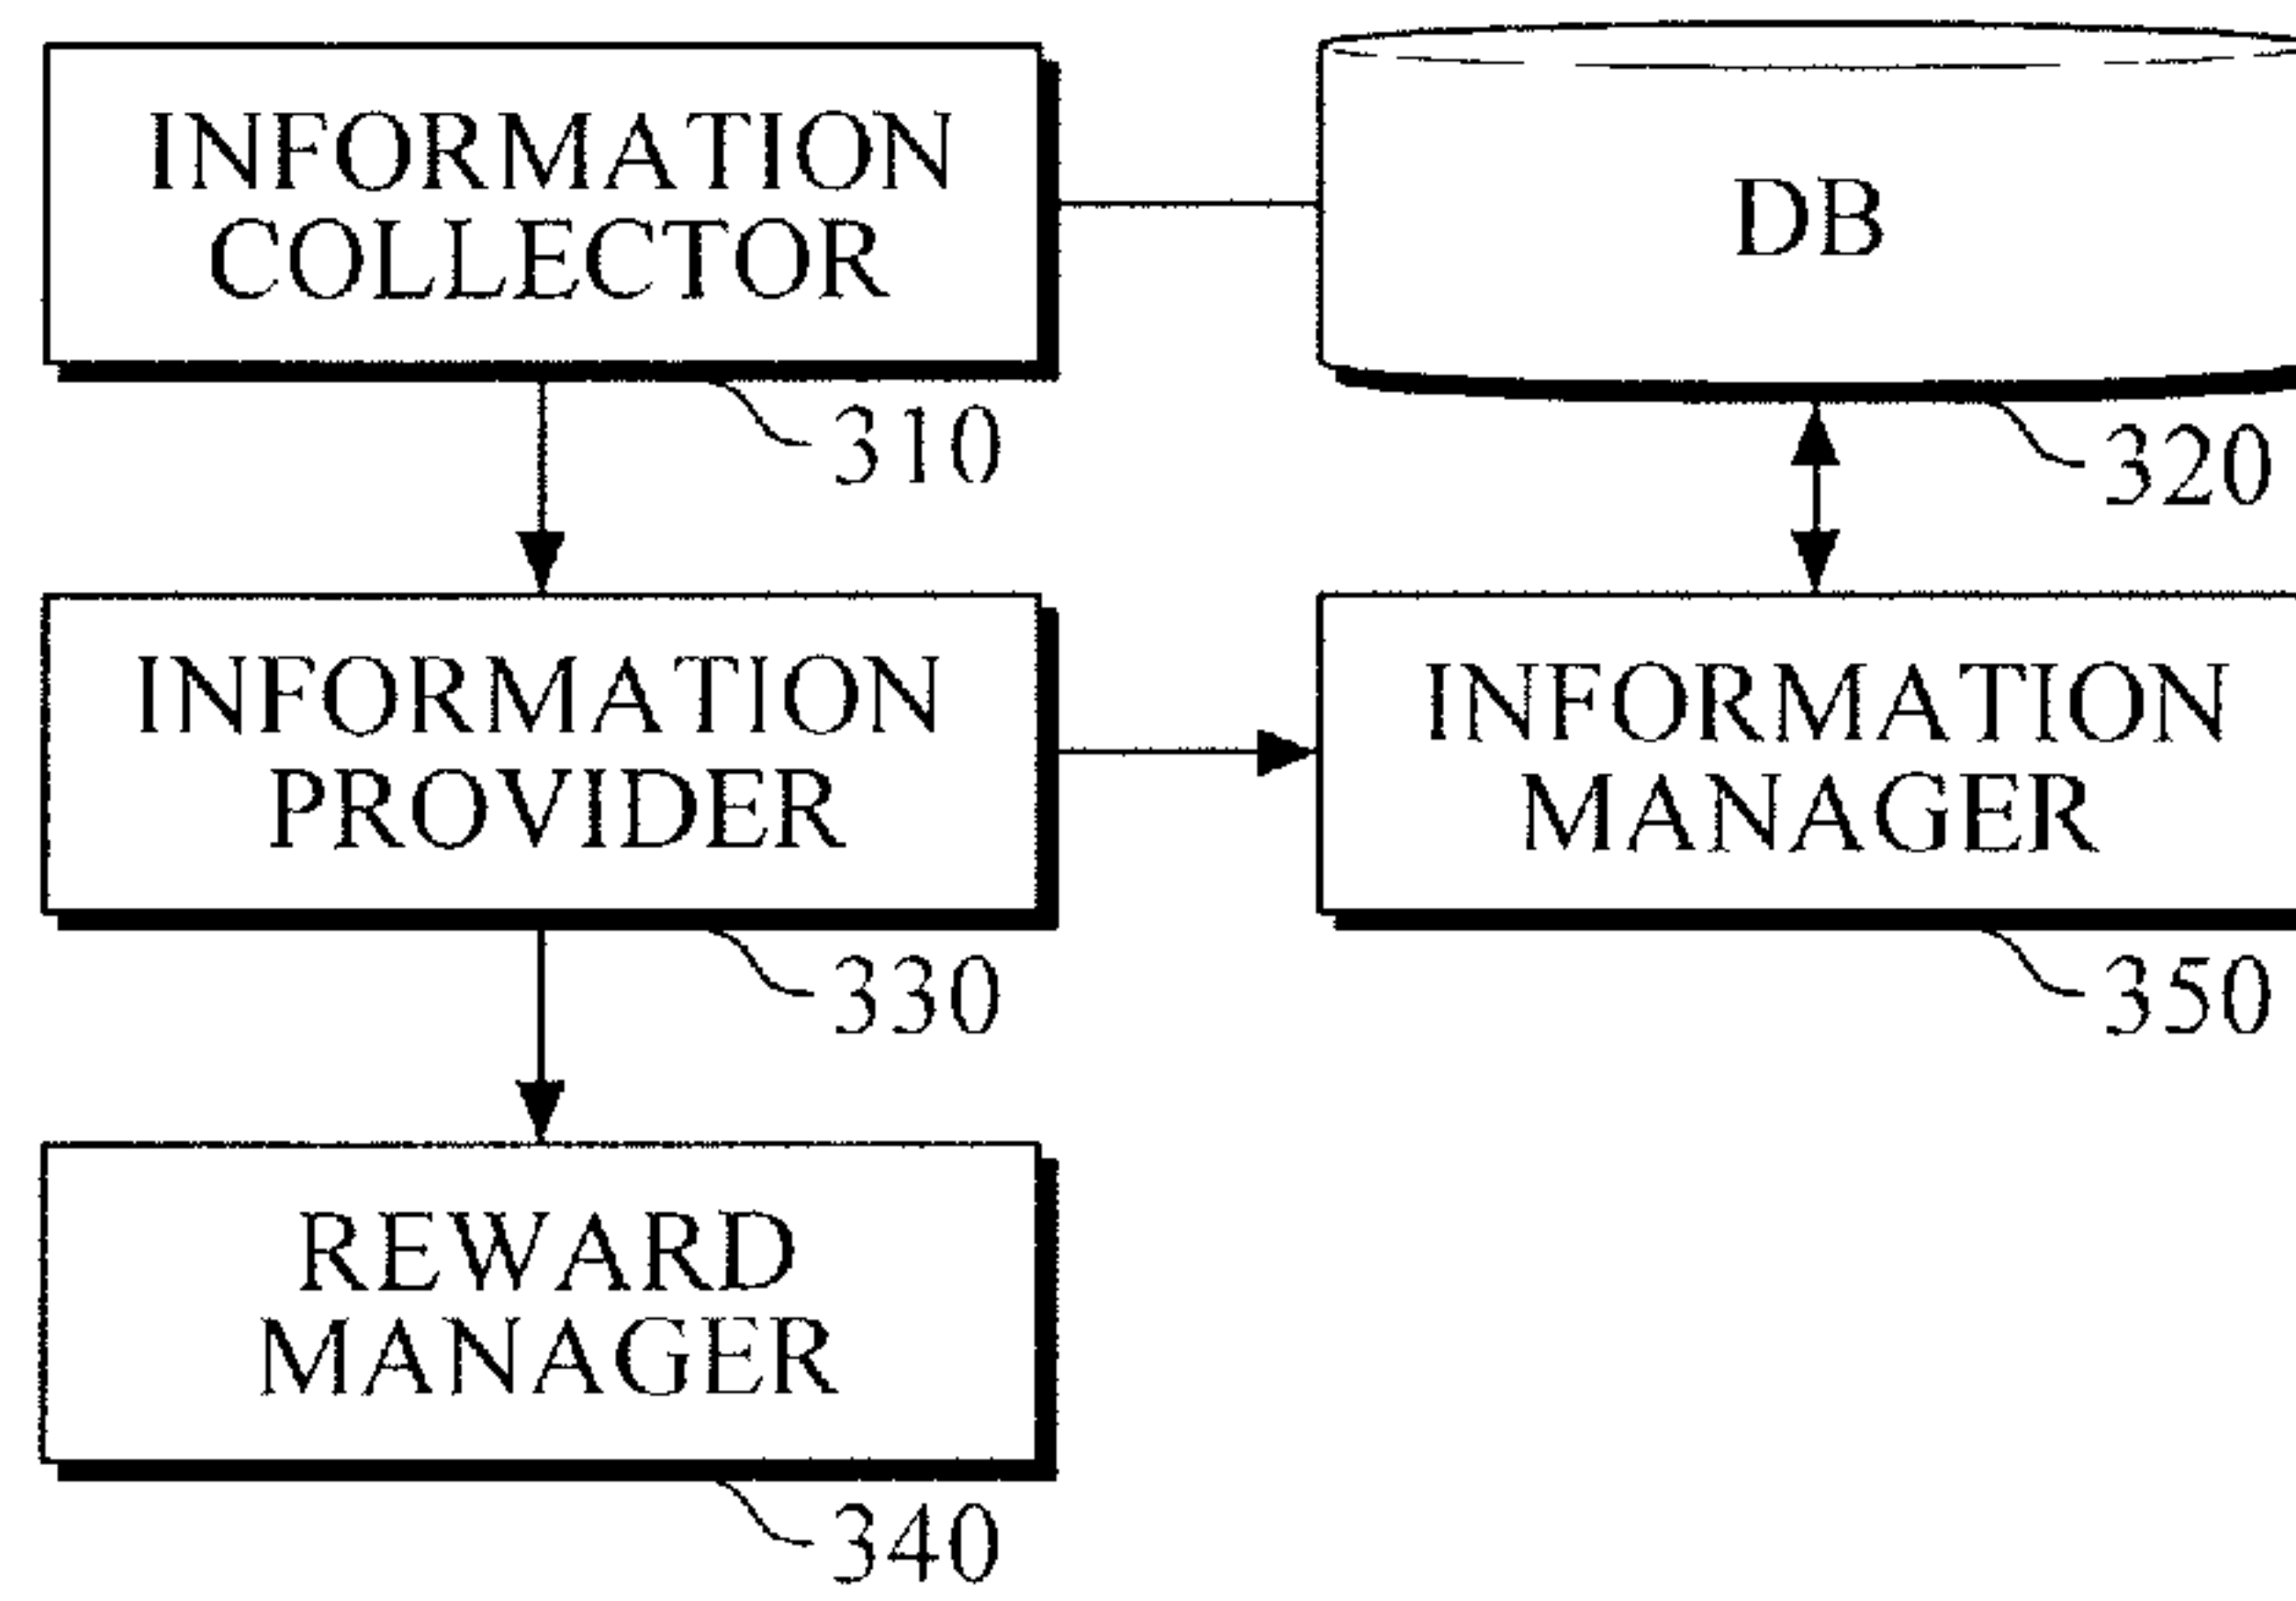 INFORMATION
COLLECTOR
DB
310
320
INFORMATION
PROVIDER
INFORMATION
MANAGER
330
350
REWARD
MANAGER
340